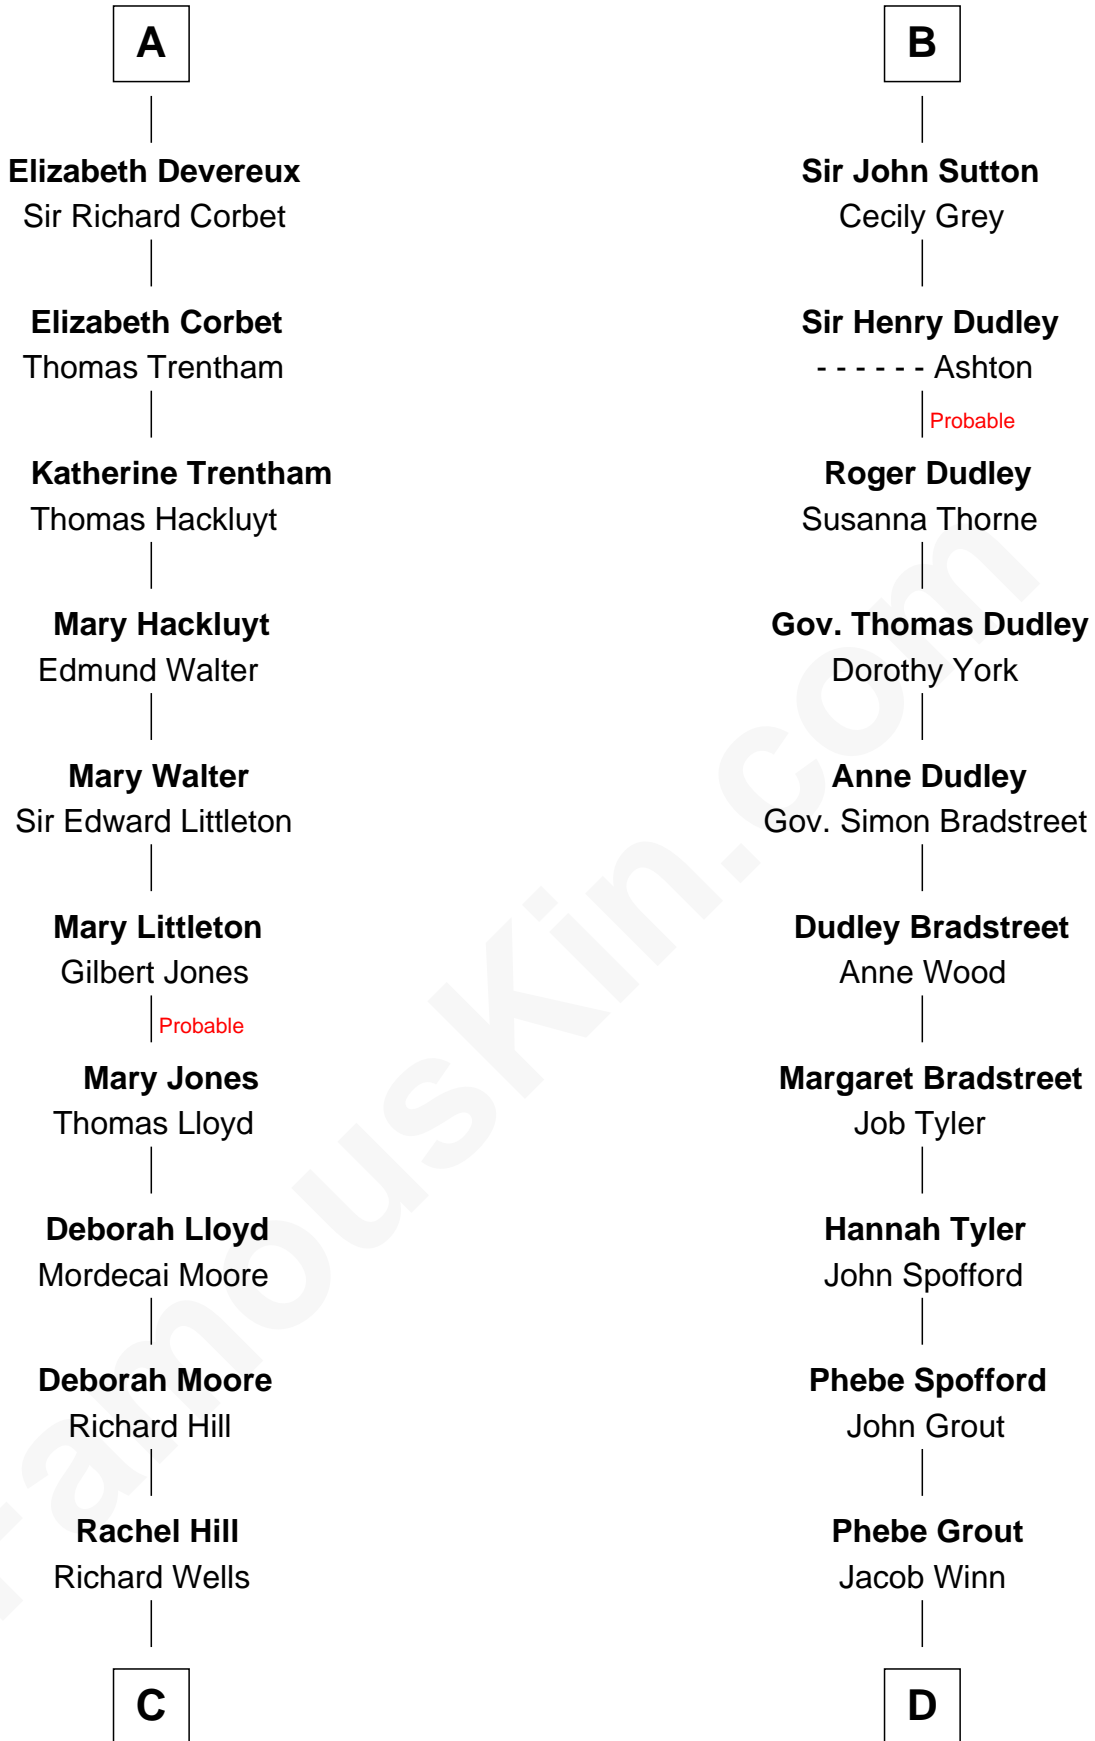 A
Elizabeth Devereux
Sir Richard Corbet
Elizabeth Corbet
Thomas Trentham
Katherine Trentham
Thomas Hackluyt
Mary Hackluyt
Edmund Walter
Mary Walter
Sir Edward Littleton
Mary Littleton
Gilbert Jones
Probable
Mary Jones
Thomas Lloyd
Deborah Lloyd
Mordecai Moore
Deborah Moore
Richard Hill
Rachel Hill
Richard Wells
C
B
Sir John Sutton
Cecily Grey
Sir Henry Dudley
- - - - - - Ashton
Probable
Roger Dudley
Susanna Thorne
Gov. Thomas Dudley
Dorothy York
Anne Dudley
Gov. Simon Bradstreet
Dudley Bradstreet
Anne Wood
Margaret Bradstreet
Job Tyler
Hannah Tyler
John Spofford
Phebe Spofford
John Grout
Phebe Grout
Jacob Winn
D
FamousKin.com